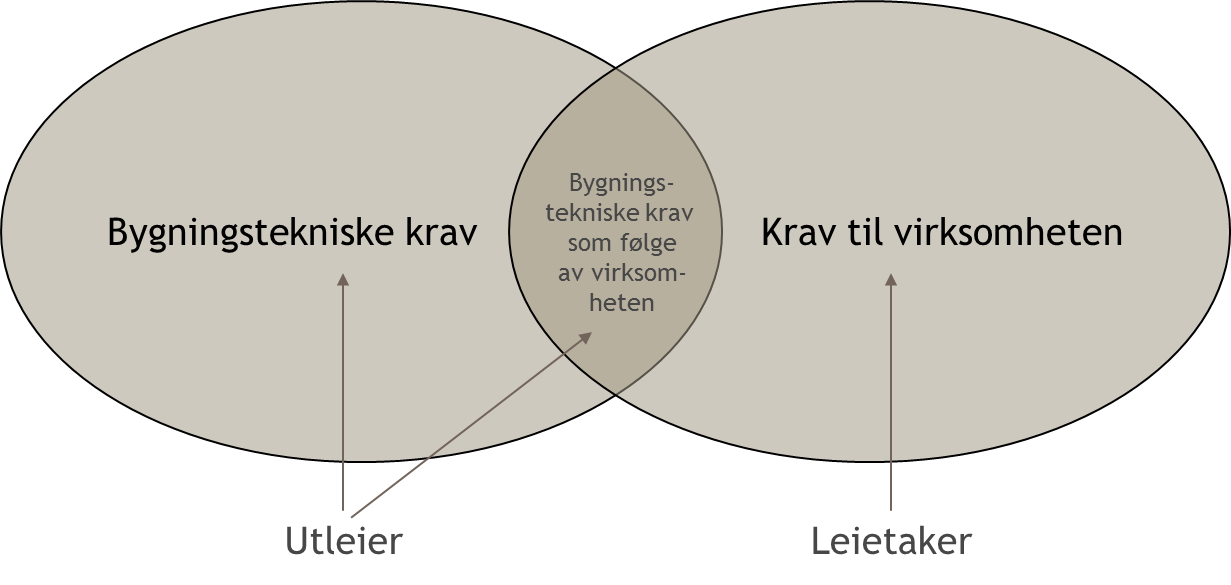 Bygningstekniske krav
Bygnings-
tekniske krav
som følge
av virksom-
heten
Krav til virksomheten
Utleier
Leietaker